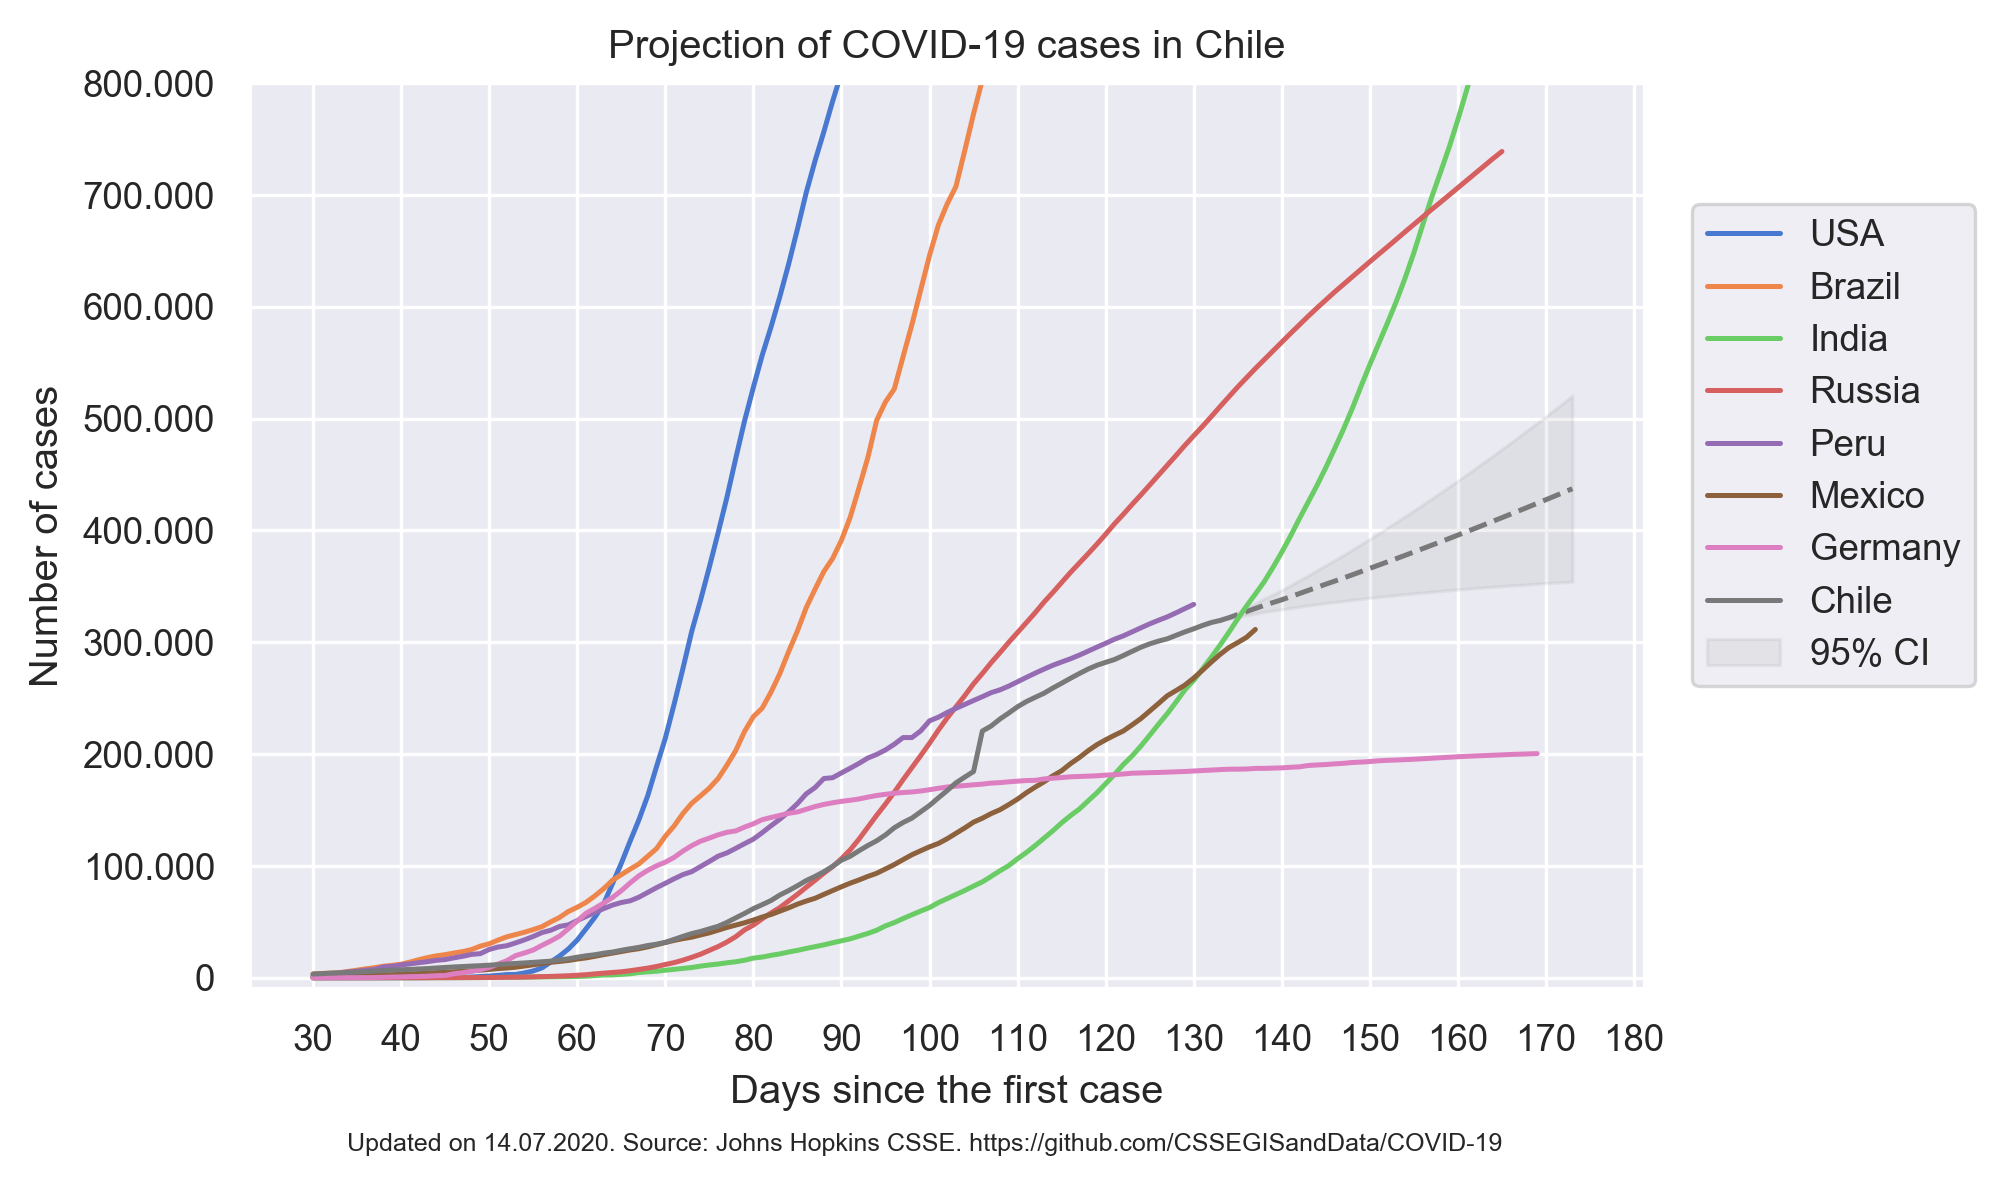 Projection of COVID-19 cases in Chile
800.000
700.000
600.000
500.000
400.000
300.000
200.000
100.000
0
Number of cases
30 40 50 60 70 80 90 100 110 120 130 140 150 160 170 180
Days since the first case
USA
Brazil
India
Russia
Peru
Mexico
Germany
Chile
95% CI
Updated on 14.07.2020. Source: Johns Hopkins CSSE. https://github.com/CSSEGISandData/COVID-19